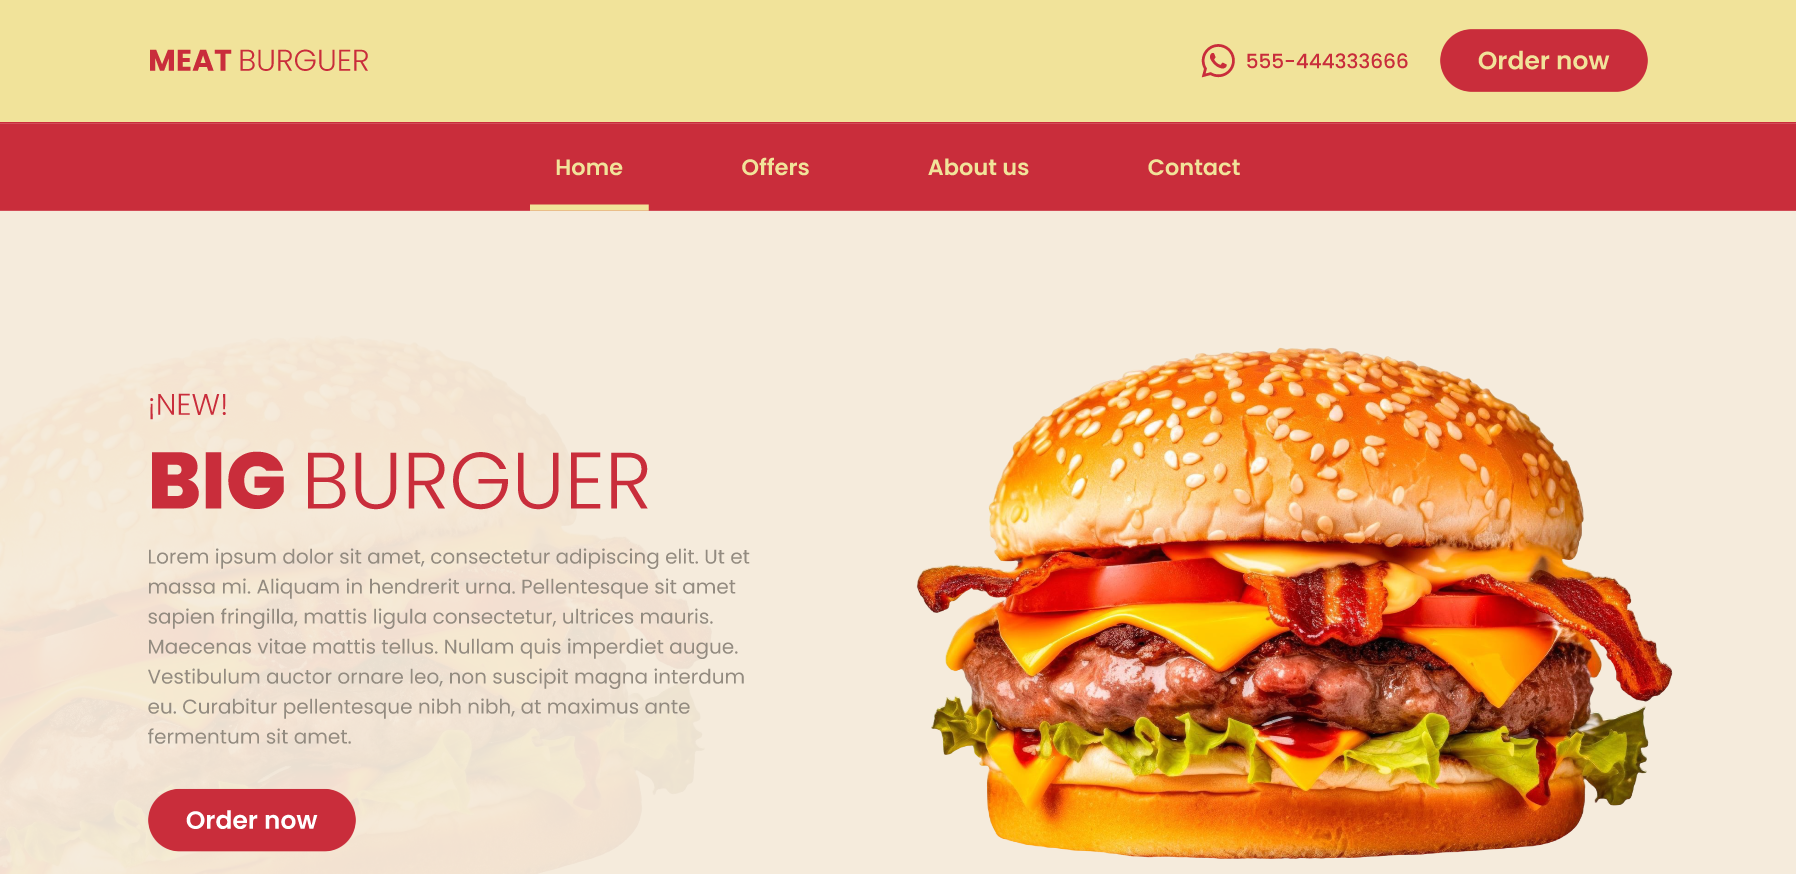 MEAT BURGUER
555-444333666
Order now
Home
Offers
About us
Contact
¡NEW!
BIG BURGUER
Lorem ipsum dolor sit amet, consectetur adipiscing elit. Ut et
massa mi. Aliquam in hendrerit urna. Pellentesque sit amet
sapien fringilla, mattis ligula consectetur, ultrices mauris.
Maecenas vitae mattis tellus. Nullam quis imperdiet augue.
Vestibulum auctor ornare leo, non suscipit magna interdum
eu. Curabitur pellentesque nibh nibh, at maximus ante
fermentum sit amet.
Order now